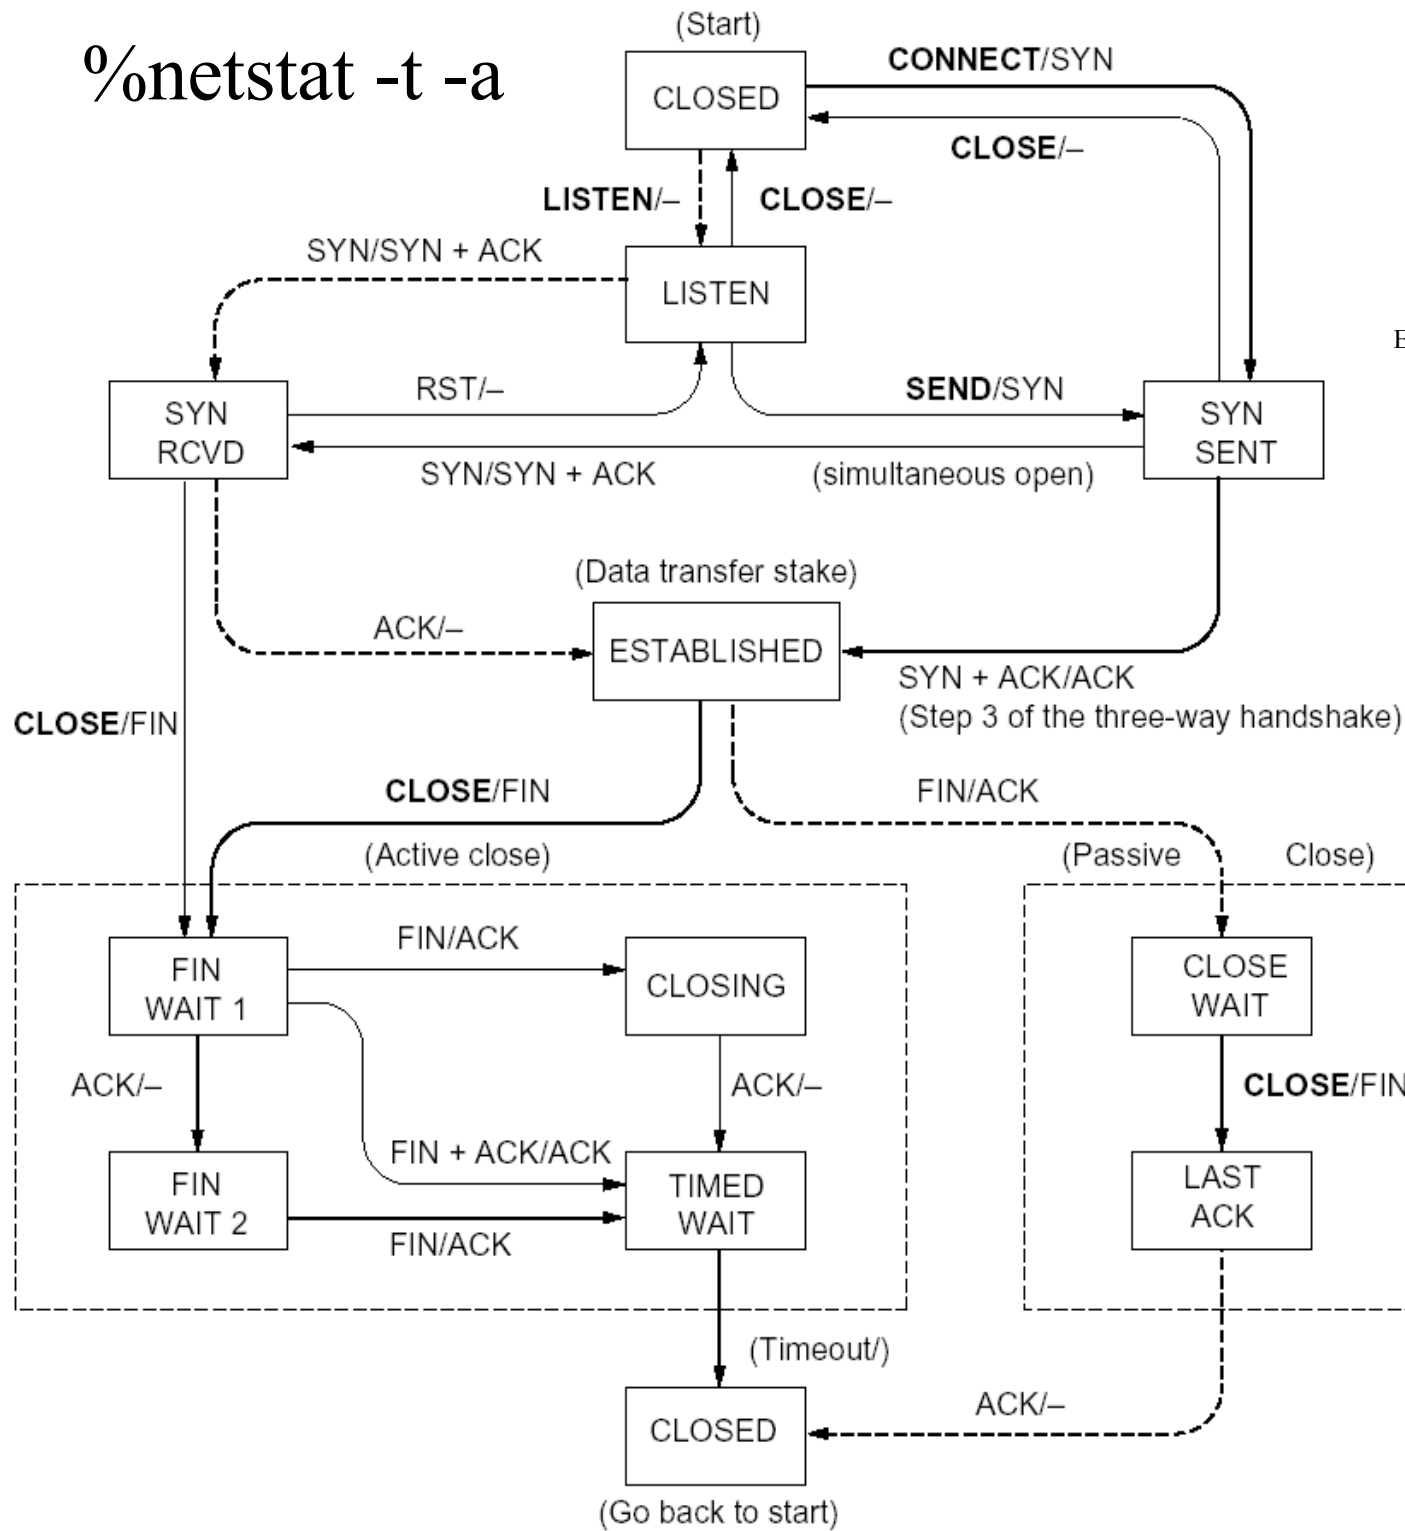 (Start)
%netstat -t -a
CONNECT/SYN
CLOSED
CLOSE/–
LISTEN/–
CLOSE/–
SYN/SYN + ACK
LISTEN
E
RST/–
SEND/SYN
SYN
RCVD
SYN
SENT
SYN/SYN + ACK
(simultaneous open)
(Data transfer stake)
ACK/–
ESTABLISHED
SYN + ACK/ACK
(Step 3 of the three-way handshake)
CLOSE/FIN
CLOSE/FIN
FIN/ACK
(Active close)
(Passive Close)
FIN/ACK
FIN
WAIT 1
CLOSING
CLOSE
WAIT
ACK/–
ACK/–
CLOSE/FIN
FIN + ACK/ACK
FIN
WAIT 2
TIMED
WAIT
LAST
ACK
FIN/ACK
(Timeout/)
ACK/–
CLOSED
(Go back to start)